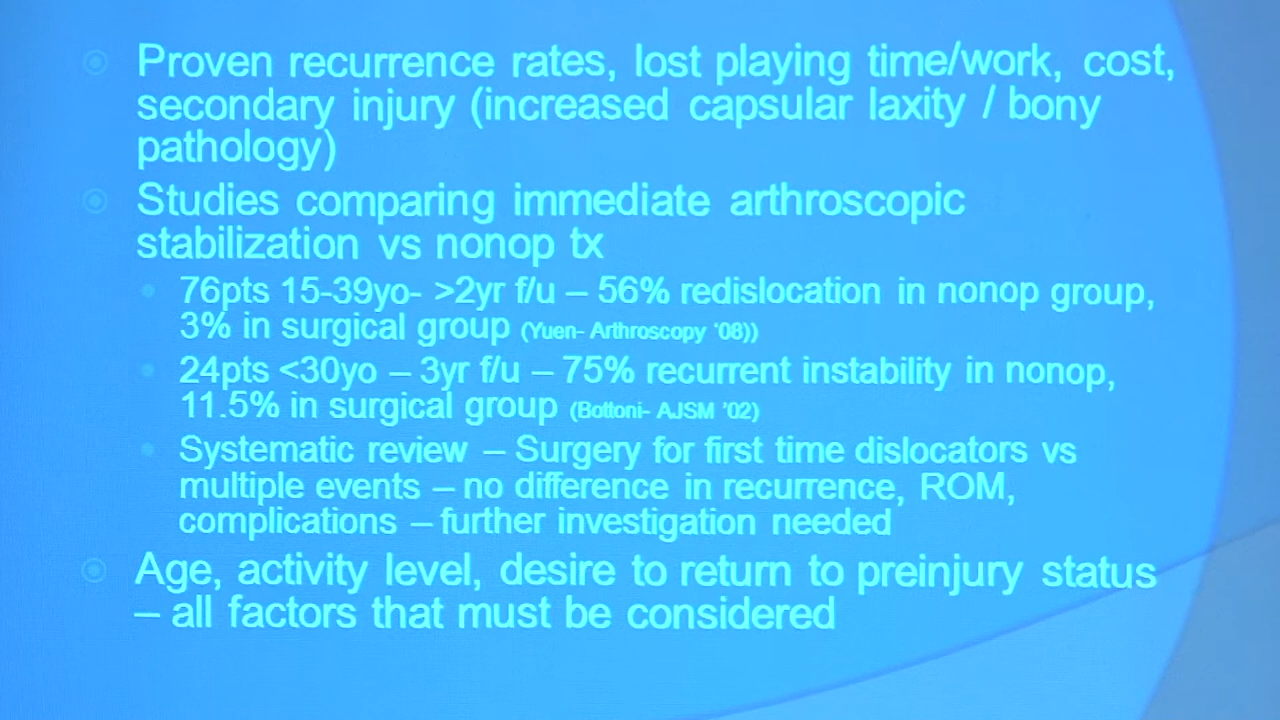 Proven recurrence rates, lost playing time/work, cost,
secondary injury (increased capsular laxity / bony
pathology)
Studies comparing immediate arthroscopic
stabilization vs nonop tx
76pts 15-39yo- >2yr f/u – 56% redislocation in nonop group,
3% in surgical group (Yuen- Arthroscopy '08))
24pts <30yo – 3yr f/u – 75% recurrent instability in nonop,
11.5% in surgical group (Bottoni- AJSM '02)
Systematic review – Surgery for first time dislocators vs
multiple events – no difference in recurrence, ROM,
complications – further investigation needed
Age, activity level, desire to return to preinjury status
– all factors that must be considered